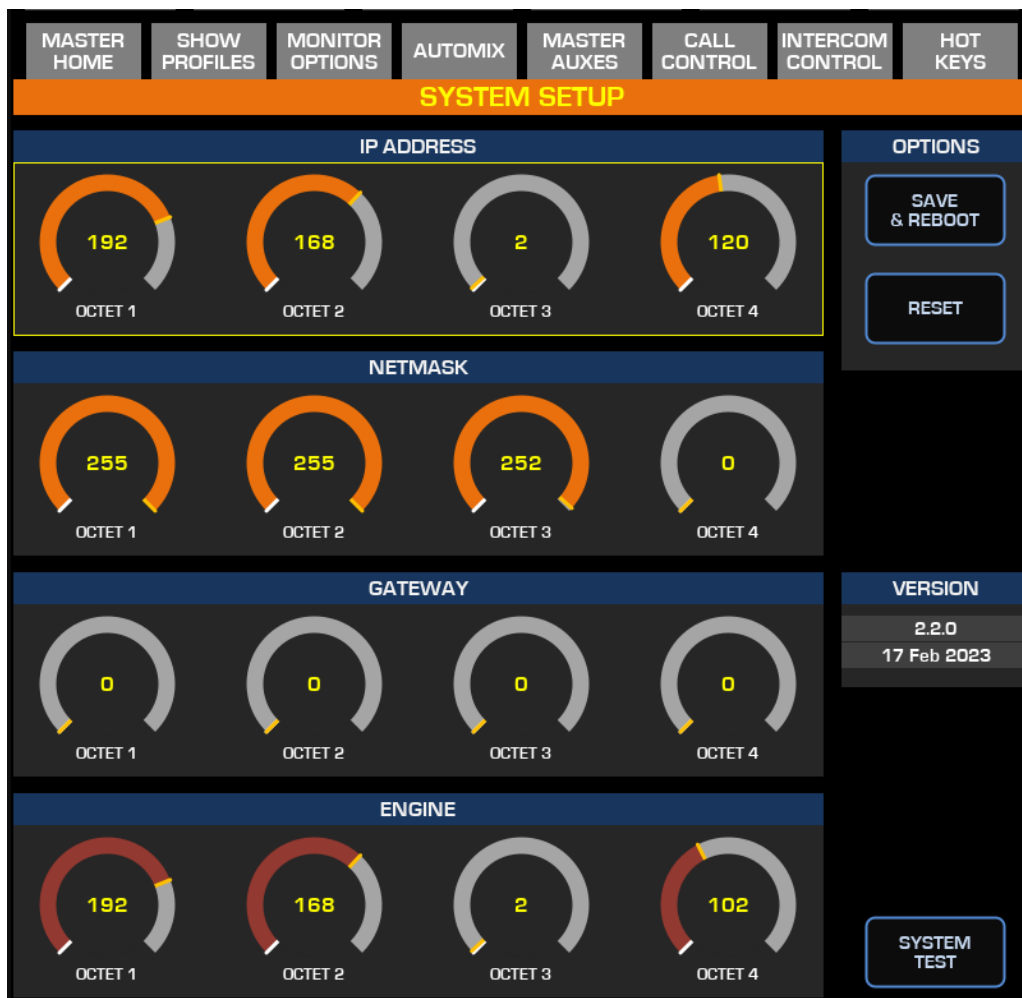 MASTER HOME
SHOW PROFILES
MONITOR OPTIONS
AUTOMIX
MASTER AUXES
CALL CONTROL
INTERCOM CONTROL
HOT KEYS
SYSTEM SETUP
IP ADDRESS
192 168 2 120
OCTET 1 OCTET 2 OCTET 3 OCTET 4
OPTIONS
SAVE
& REBOOT
RESET
NETMASK
255 255 252 0
OCTET 1 OCTET 2 OCTET 3 OCTET 4
GATEWAY
0 0 0 0
OCTET 1 OCTET 2 OCTET 3 OCTET 4
VERSION
2.2.0
17 Feb 2023
ENGINE
192 168 2 102
OCTET 1 OCTET 2 OCTET 3 OCTET 4
SYSTEM
TEST